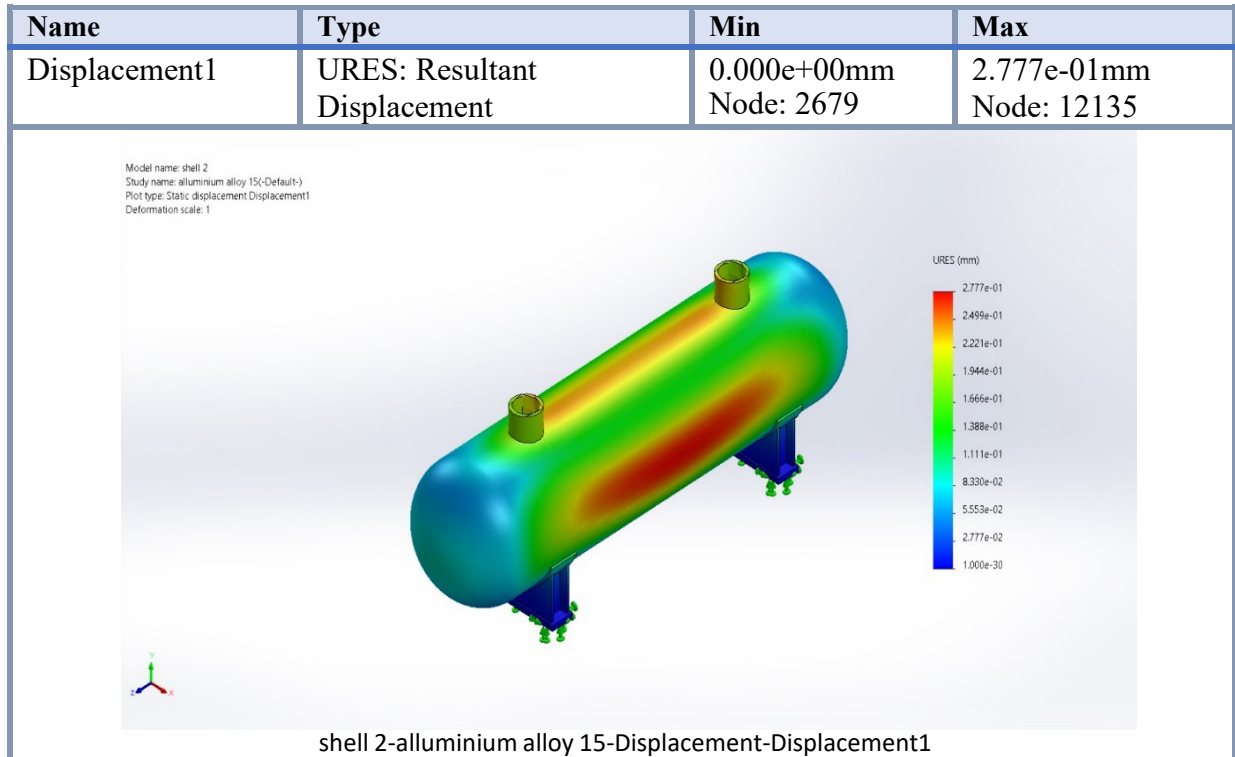 Name Type Min Max
Displacement1 URES: Resultant 0.000e+00mm 2.777e-01mm
Displacement Node: 2679 Node: 12135
Model name: shell 2
Study name: alluminium alloy 15(-Default-)
Plot type: Static displacement Displacement1
Deformation scale: 1
URES (mm)
2.777e-01
2.499e-01
2.221e-01
1.944e-01
1.666e-01
1.388e-01
1.111e-01
8.330e-02
5.553e-02
2.777e-02
1.000e-30
Y
Z X
shell 2-alluminium alloy 15-Displacement-Displacement1